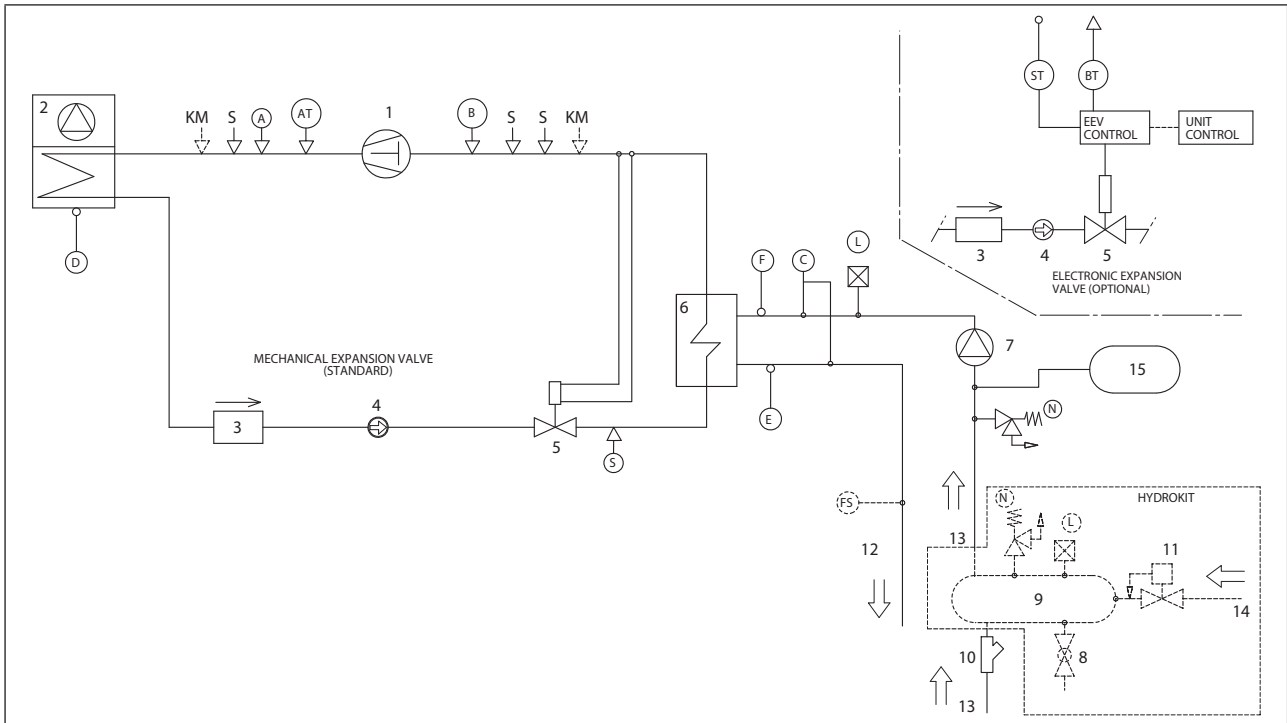 ST
BT
EEV
CONTROL
UNIT
CONTROL
3
4
5
ELECTRONIC EXPANSION
VALVE (OPTIONAL)
2
KM
S
A
AT
1
B
S
S
KM
D
L
F
C
6
7
15
MECHANICAL EXPANSION VALVE
(STANDARD)
3
4
5
S
E
N
FS
12
13
N
L
HYDROKIT
11
9
14
10
8
13